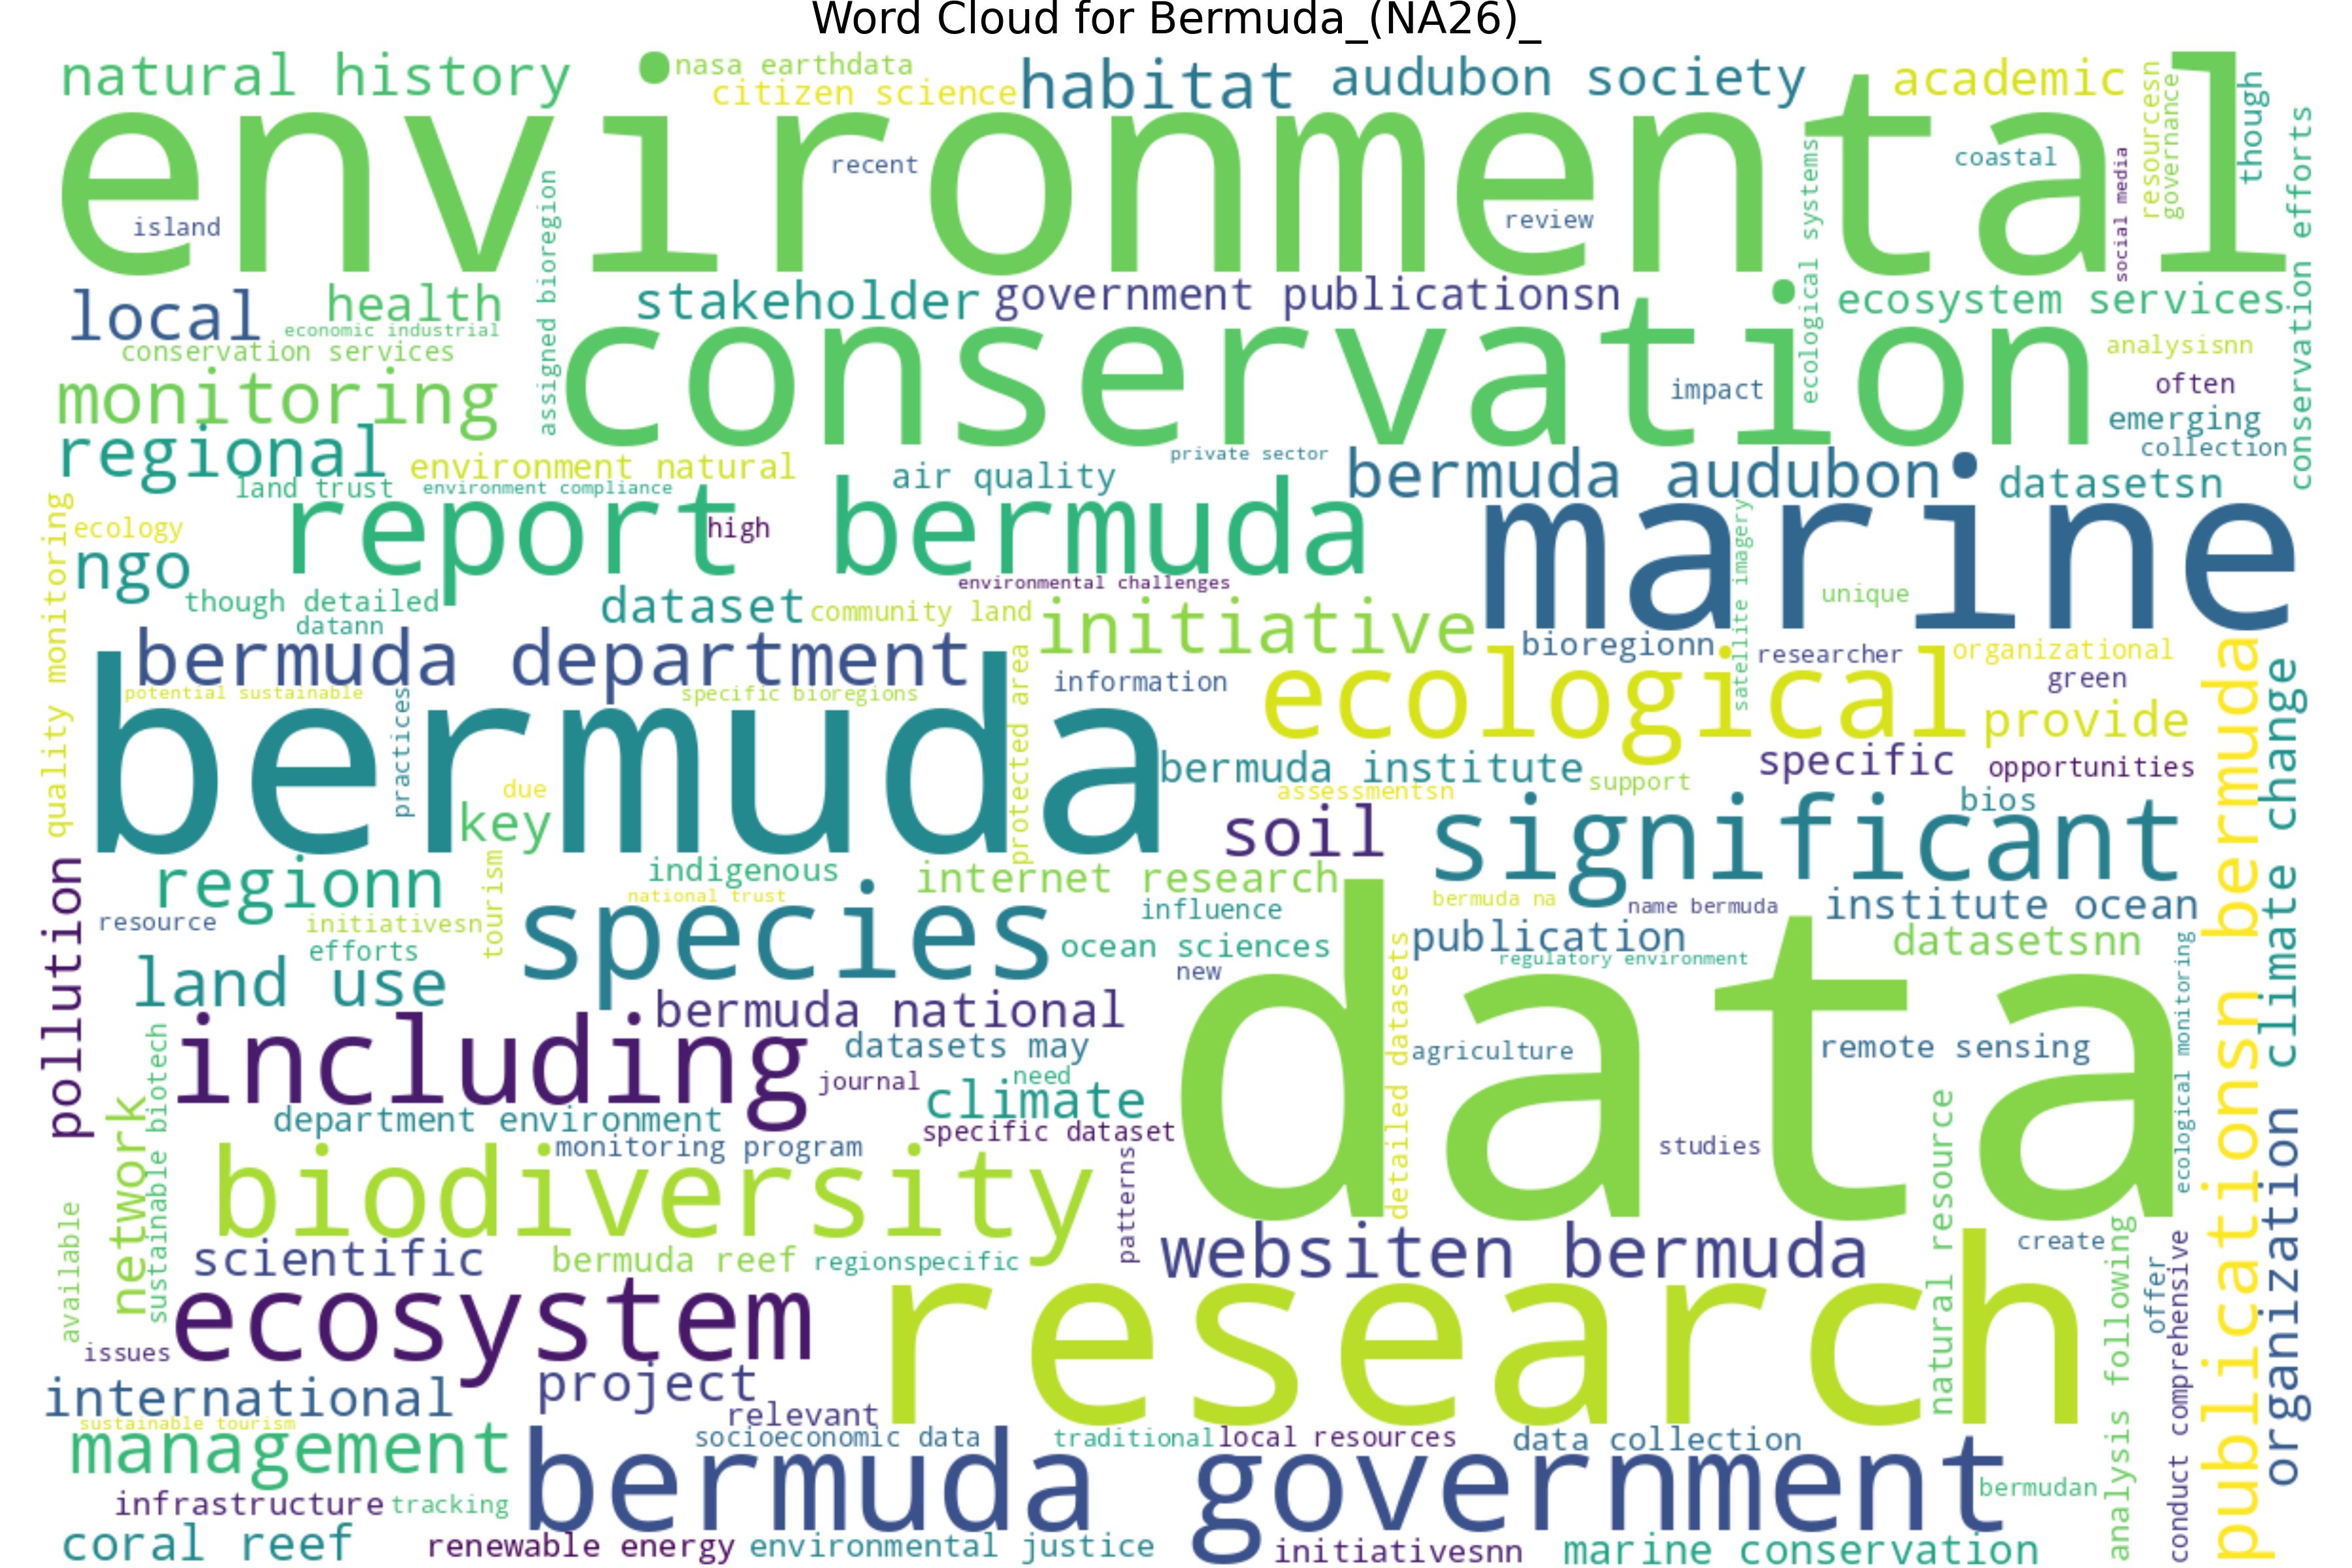 Word Cloud for Bermuda_(NA26)_
natural history
nasa earthdata
citizen science
habitat
audubon society
academic
resourcesn
governance
though
conservation efforts
environmental
recent
coastal
social media
island
review
ecological systems
assigned bioregion
local
health
economic industrial
conservation services
stakeholder
government publicationsn
ecosystem services
conservation
analysisnn
monitoring
impact
often
emerging
collection
regional
environment natural
private sector
air quality
bermuda audubon
datasetsn
land trust
environment compliance
report bermuda
marine
quality monitoring
ecology
high
ngo
satellite imagery
environmental challenges
though detailed
dataset
community land
initiative
unique
datann
bermuda department
bioregionn
researcher
organizational
potential sustainable
specific bioregions
protected area
information
ecological
green
provide
publicationsn bermuda
climate change
bermuda
practices
due
key
bermuda institute
support
specific
opportunities
assessmentsn
bios
soil
significant
pollution
regionn
tourism
indigenous
internet research
national trust
bermuda na
name bermuda
institute ocean
resource
initiativesn
species
influence
efforts
ocean sciences
publication
datasetsnn
regulatory environment
land use
new
data
detailed datasets
ecological monitoring
bermuda national
including
datasets may
agriculture
remote sensing
sustainable biotech
journal
need
climate
network
department environment
specific dataset
monitoring program
studies
natural resource
organization
biodiversity
patterns
available
scientific
bermuda reef
regionspecific
websiten bermuda
create
analysis following
offer
conduct comprehensive
ecosystem
research
issues
international
project
sustainable tourism
relevant
management
socioeconomic data
traditional
local resources
data collection
bermuda government
infrastructure
tracking
bermudan
coral reef
renewable energy
environmental justice
initiativesnn
marine conservation